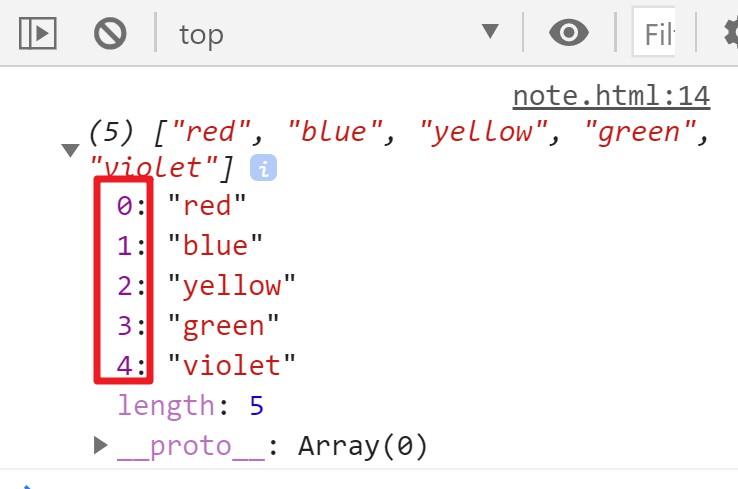 top
Fil
note.html:14
(5) ["red", "blue", "yellow", "green",
"violet"] i
0: "red"
1: "blue"
2: "yellow"
3: "green"
4: "violet"
length: 5
__proto__: Array(0)